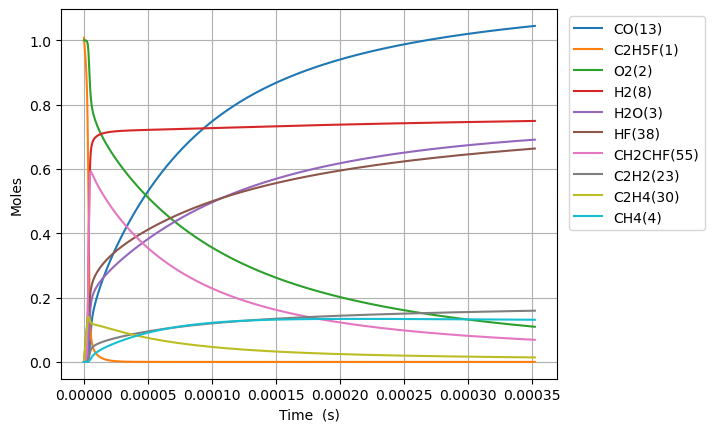 1.0
0.8
0.6
0.4
0.2
0.0
Moles
0.00000 0.00005 0.00010 0.00015 0.00020 0.00025 0.00030 0.00035
Time (s)
CO(13)
C2H5F(1)
O2(2)
H2(8)
H2O(3)
HF(38)
CH2CHF(55)
C2H2(23)
C2H4(30)
CH4(4)